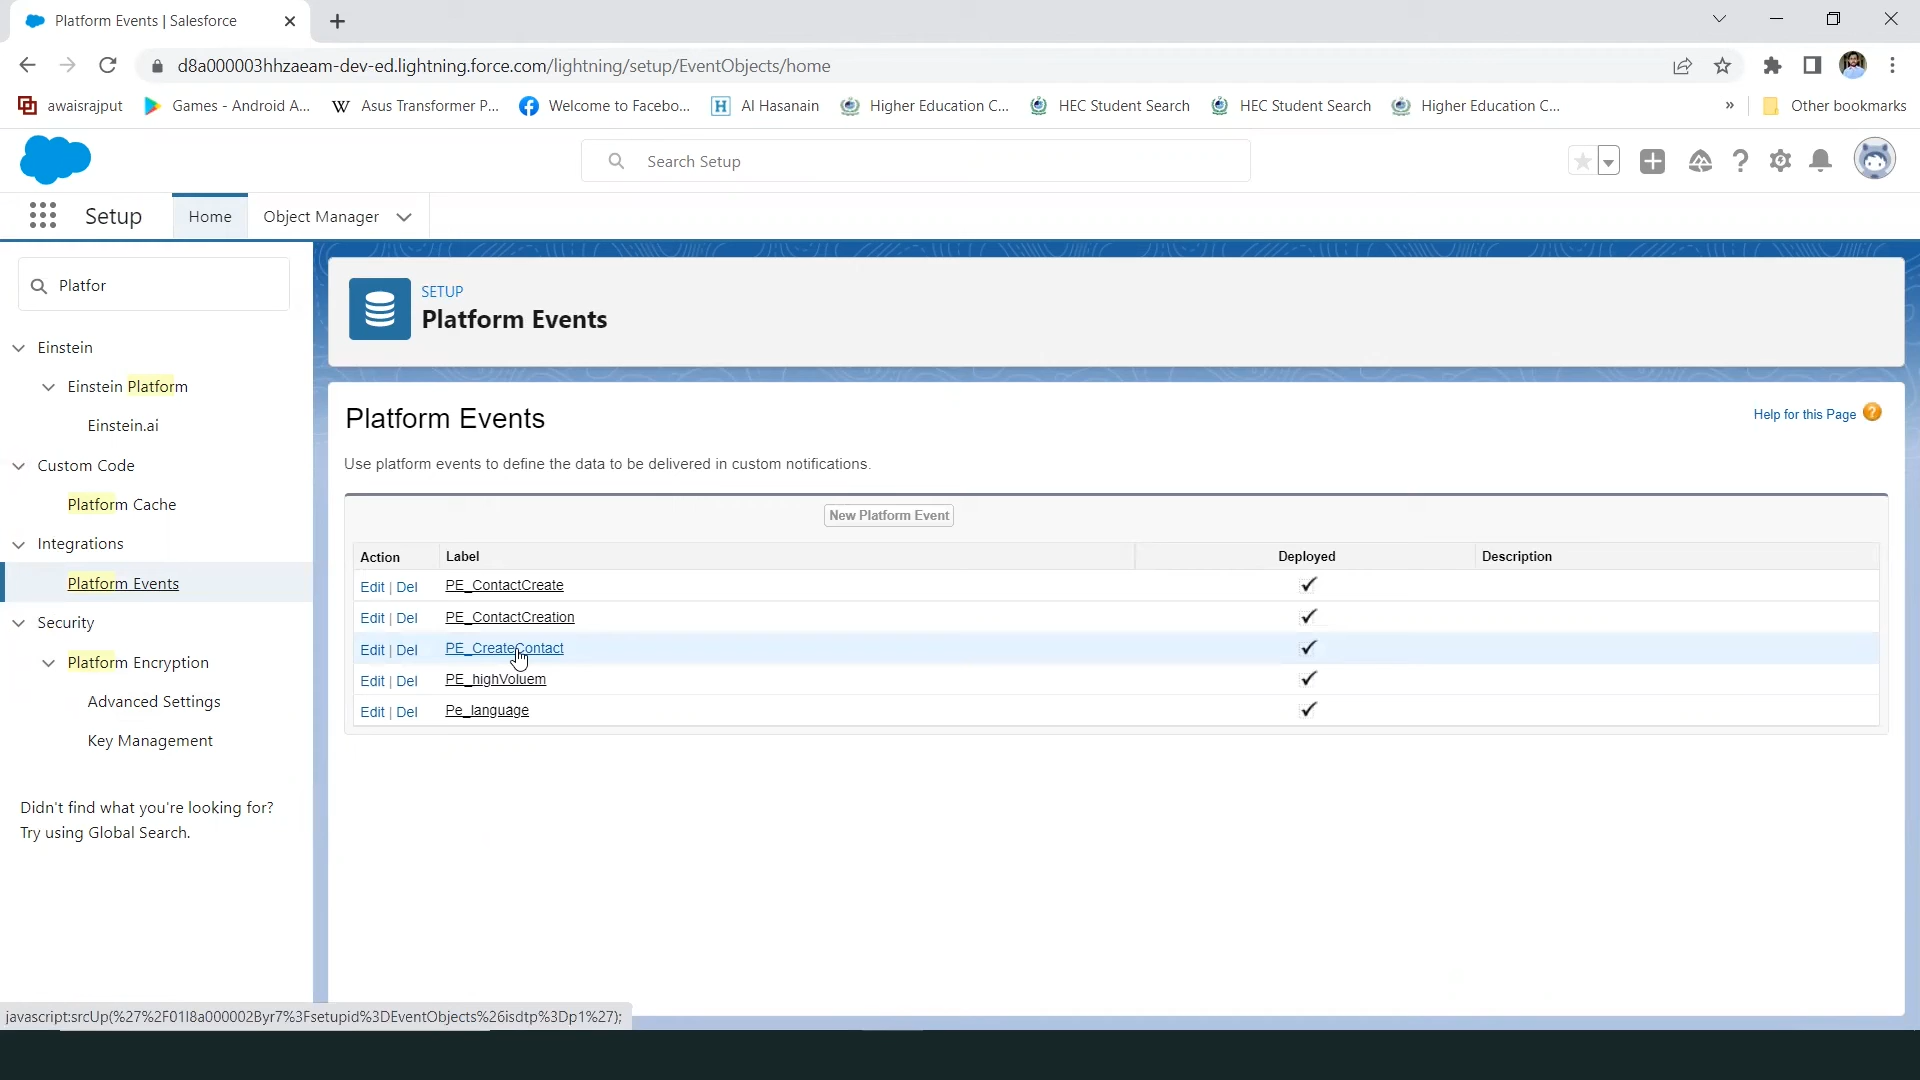 Platform Events | Salesforce
d8a000003hhzaeam-dev-ed.lightning.force.com/lightning/setup/EventObjects/home
awaisrajput
Games - Android A...
Asus Transformer P...
Welcome to Facebo...
Al Hasanain
Higher Education C...
HEC Student Search
HEC Student Search
Higher Education C...
»
Other bookmarks
Search Setup
Setup
Home
Object Manager
Platfor
Einstein
Einstein Platform
Einstein.ai
Custom Code
Platform Cache
Integrations
Platform Events
Security
Platform Encryption
Advanced Settings
Key Management
Didn't find what you're looking for?
Try using Global Search.
SETUP
Platform Events
Platform Events
Help for this Page
Use platform events to define the data to be delivered in custom notifications.
New Platform Event
Action Label Deployed Description
Edit | Del PE_ContactCreate
Edit | Del PE_ContactCreation
Edit | Del PE_CreateContact
Edit | Del PE_highVoluem
Edit | Del Pe_language
javascript:srcUp(%27%2F01I8a000002Byr7%3Fsetupid%3DEventObjects%26isdtp%3Dp1%27);